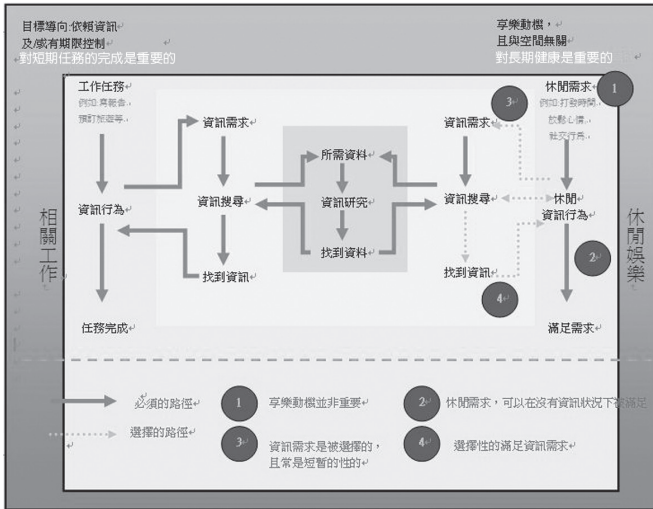 目標導向:依賴資訊
及/或有期限控制
對短期任務的完成是重要的
享樂動機，
且與空間無關
對長期健康是重要的
工作任務
例如:寫報告、
預訂旅遊等.
資訊行為
任務完成
資訊需求
資訊搜尋
找到資訊
所需資料
資訊研究
找到資料
3
資訊需求
資訊搜尋
找到資訊
4
休閒需求
1
例如:打發時間、
放鬆心情、
社交行為.
休閒
資訊行為
2
滿足需求
相關工作
休閒娛樂
必須的路徑
1
享樂動機並非重要
2
休閒需求，可以在沒有資訊狀況下被滿足
選擇的路徑
3
資訊需求是被選擇的，
且常是短暫的性的
4
選擇性的滿足資訊需求